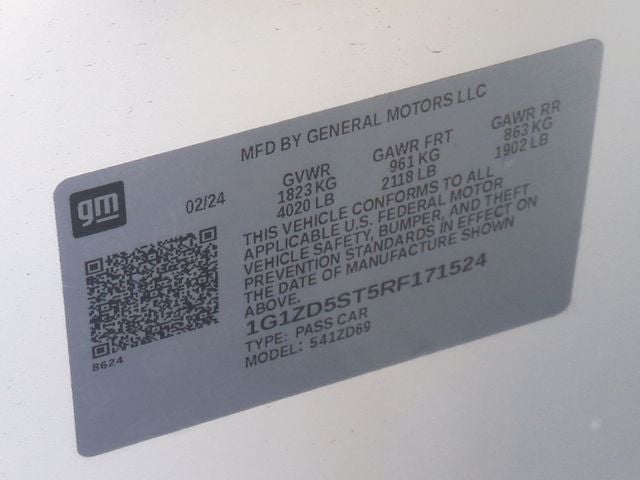 MFD BY GENERAL MOTORS LLC
gm
02/24
GVWR GAWR FRT GAWR RR
1823 KG 961 KG 863 KG
4020 LB 2118 LB 1902 LB
THIS VEHICLE CONFORMS TO ALL
APPLICABLE U.S. FEDERAL MOTOR
VEHICLE SAFETY, BUMPER, AND THEFT
PREVENTION STANDARDS IN EFFECT ON
THE DATE OF MANUFACTURE SHOWN
ABOVE.
1G1ZD5ST5RF171524
TYPE: PASS CAR
MODEL: 541ZD69
8624